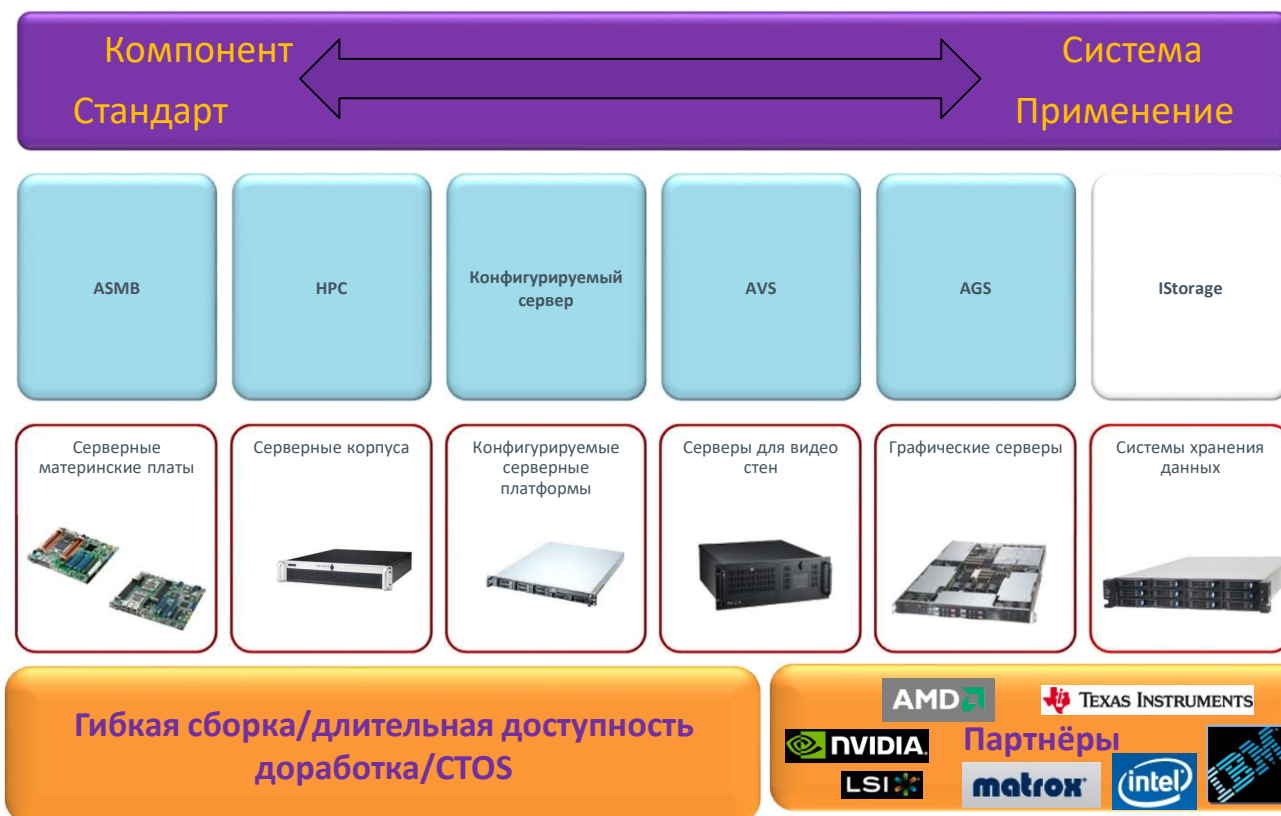 Компонент
Система
Стандарт
Применение
ASMB
HPC
Конфигурируемый
сервер
AVS
AGS
IStorage
Серверные
материнские платы
Серверные корпуса
Конфигурируемые
серверные
платформы
Серверы для видео
стен
Графические серверы
Системы хранения
данных
Гибкая сборка/длительная доступность
доработка/CTOS
AMD
TEXAS INSTRUMENTS
NVIDIA.
Партнёры
IBM
LSI
matrox
intel